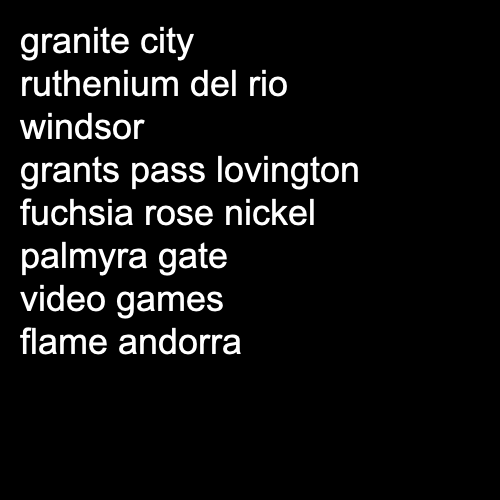 granite city
ruthenium del rio
windsor
grants pass lovington
fuchsia rose nickel
palmyra gate
video games
flame andorra